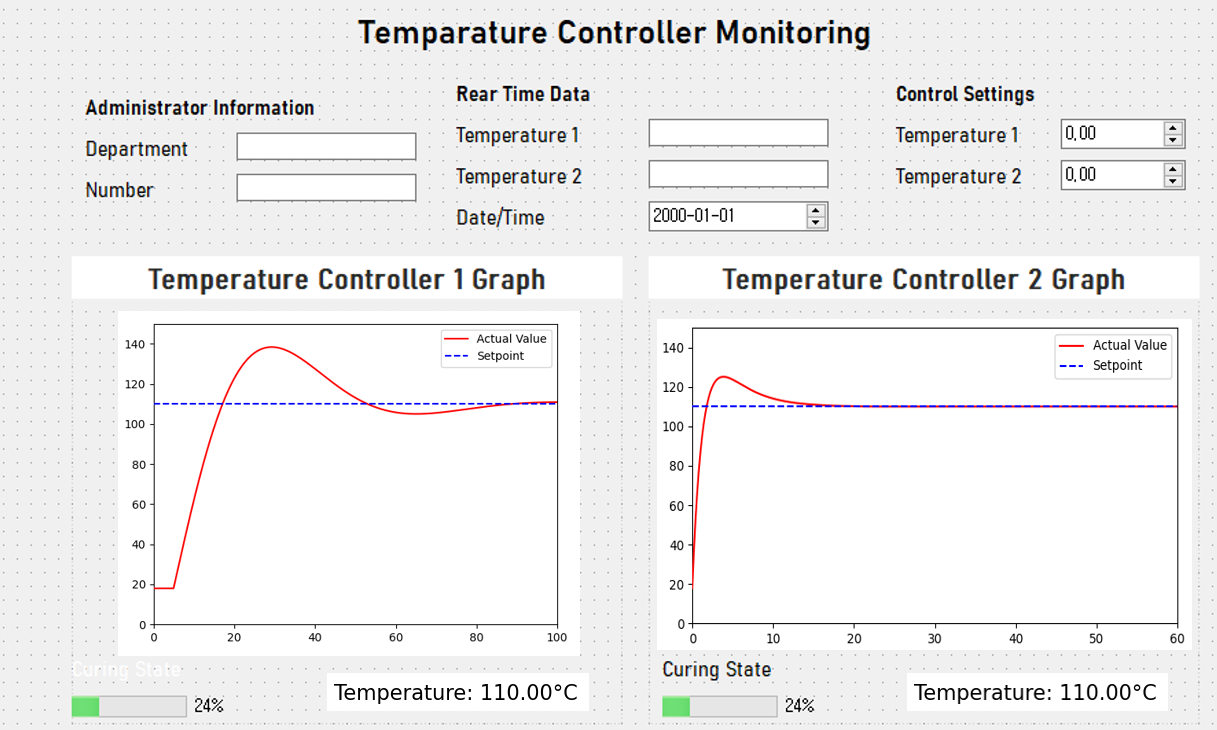 Temparature Controller Monitoring
Administrator Information
Department
Number
Rear Time Data
Temperature 1
Temperature 2
Date/Time 2000-01-01
Control Settings
Temperature 1 0,00
Temperature 2 0,00
Temperature Controller 1 Graph
Actual Value
Setpoint
140
120
100
80
60
40
20
0
0 20 40 60 80 100
Curing State
24%
Temperature: 110.00°C
Temperature Controller 2 Graph
Actual Value
Setpoint
140
120
100
80
60
40
20
0
0 10 20 30 40 50 60
Curing State
24%
Temperature: 110.00°C